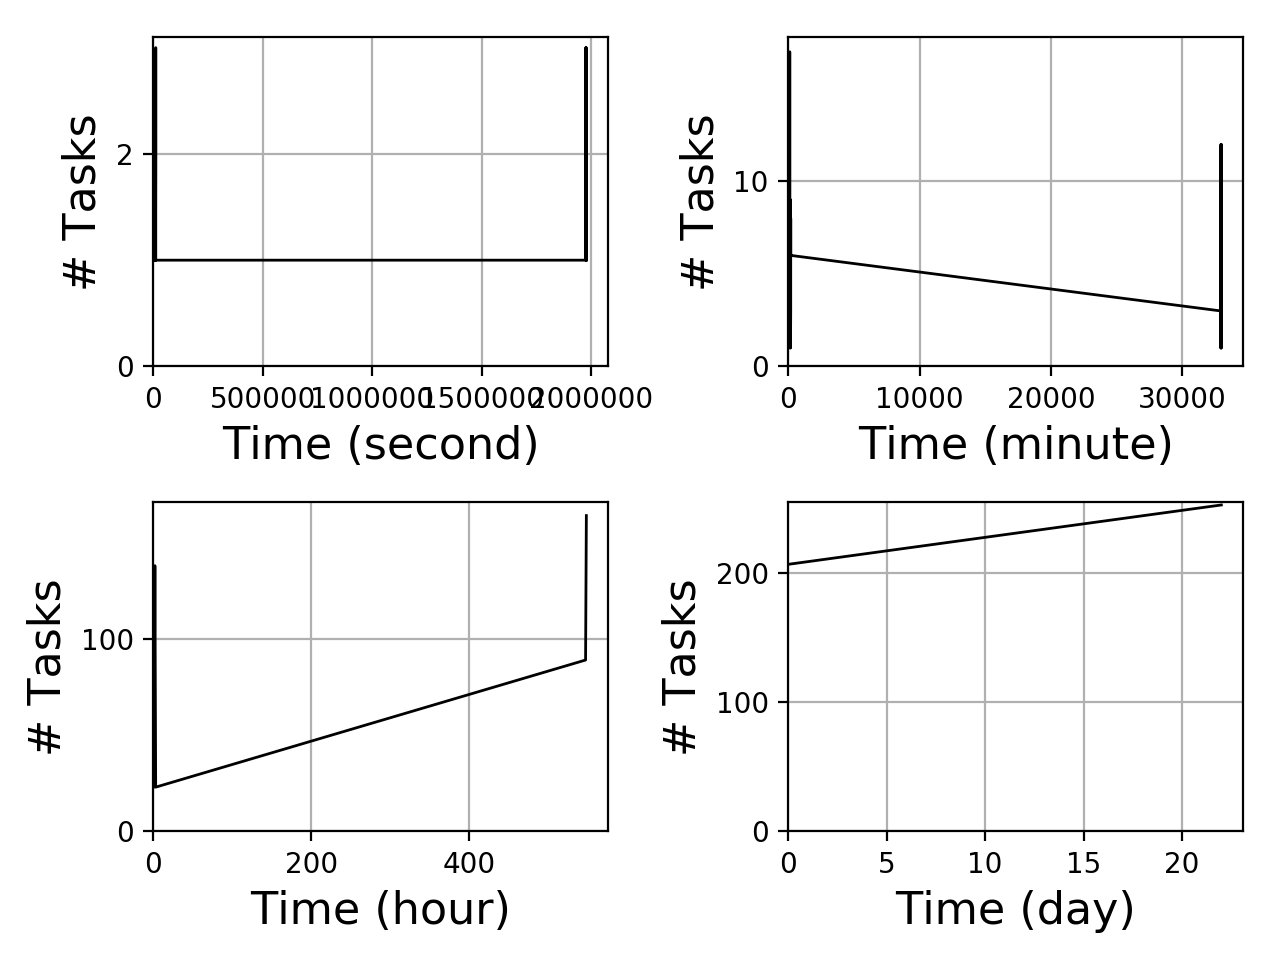 # Tasks
2
0
0 500000 1000000 1500000 2000000
Time (second)
# Tasks
10
0
0 10000 20000 30000
Time (minute)
# Tasks
100
0
0 200 400
Time (hour)
# Tasks
200
100
0
0 5 10 15 20
Time (day)